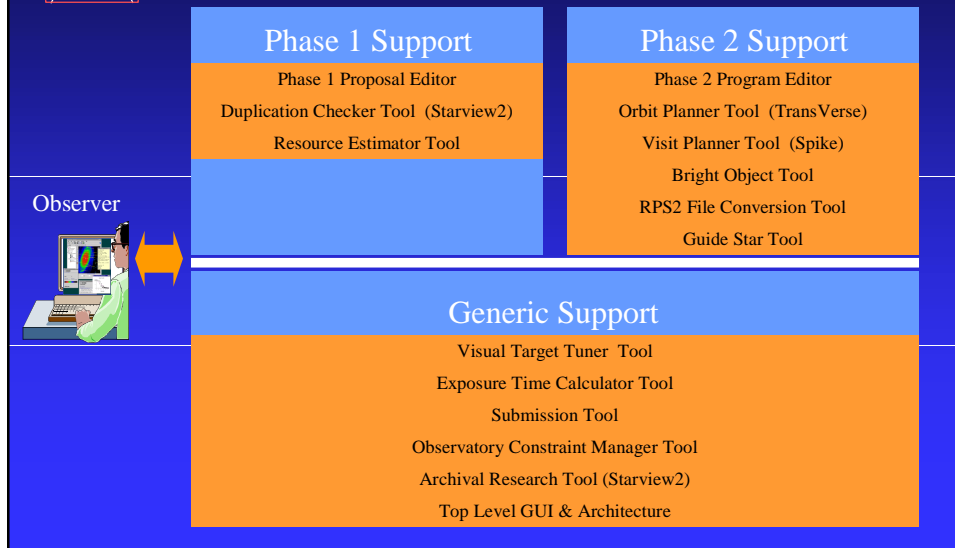 Phase 1 Support
Phase 1 Proposal Editor
Duplication Checker Tool (Starview2)
Resource Estimator Tool
Phase 2 Support
Phase 2 Program Editor
Orbit Planner Tool (TransVerse)
Visit Planner Tool (Spike)
Bright Object Tool
RPS2 File Conversion Tool
Guide Star Tool
Observer
Generic Support
Visual Target Tuner Tool
Exposure Time Calculator Tool
Submission Tool
Observatory Constraint Manager Tool
Archival Research Tool (Starview2)
Top Level GUI & Architecture